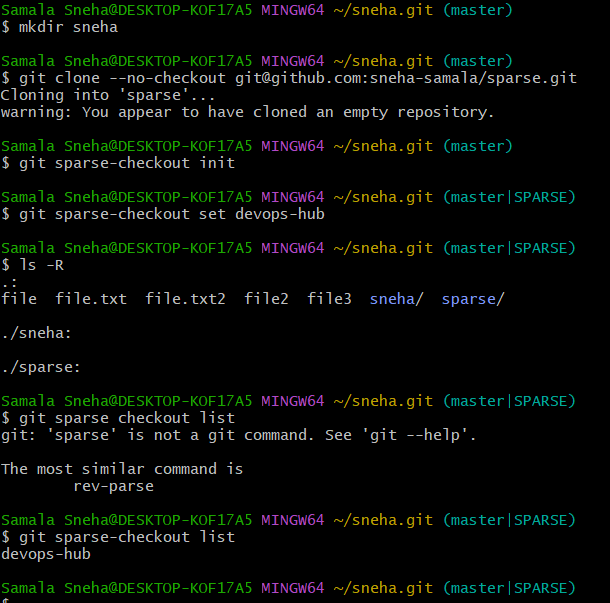 Samala Sneha@DESKTOP-KOF17A5 MINGW64 ~/sneha.git (master)
$ mkdir sneha
Samala Sneha@DESKTOP-KOF17A5 MINGW64 ~/sneha.git (master)
$ git clone --no-checkout git@github.com:sneha-samala/sparse.git
Cloning into 'sparse'...
warning: You appear to have cloned an empty repository.
Samala Sneha@DESKTOP-KOF17A5 MINGW64 ~/sneha.git (master)
$ git sparse-checkout init
Samala Sneha@DESKTOP-KOF17A5 MINGW64 ~/sneha.git (master|SPARSE)
$ git sparse-checkout set devops-hub
Samala Sneha@DESKTOP-KOF17A5 MINGW64 ~/sneha.git (master|SPARSE)
$ ls -R
.:
file  file.txt  file.txt2  file2  file3  sneha/  sparse/
./sneha:
./sparse:
Samala Sneha@DESKTOP-KOF17A5 MINGW64 ~/sneha.git (master|SPARSE)
$ git sparse checkout list
git: 'sparse' is not a git command. See 'git --help'.
The most similar command is
        rev-parse
Samala Sneha@DESKTOP-KOF17A5 MINGW64 ~/sneha.git (master|SPARSE)
$ git sparse-checkout list
devops-hub
Samala Sneha@DESKTOP-KOF17A5 MINGW64 ~/sneha.git (master|SPARSE)
$